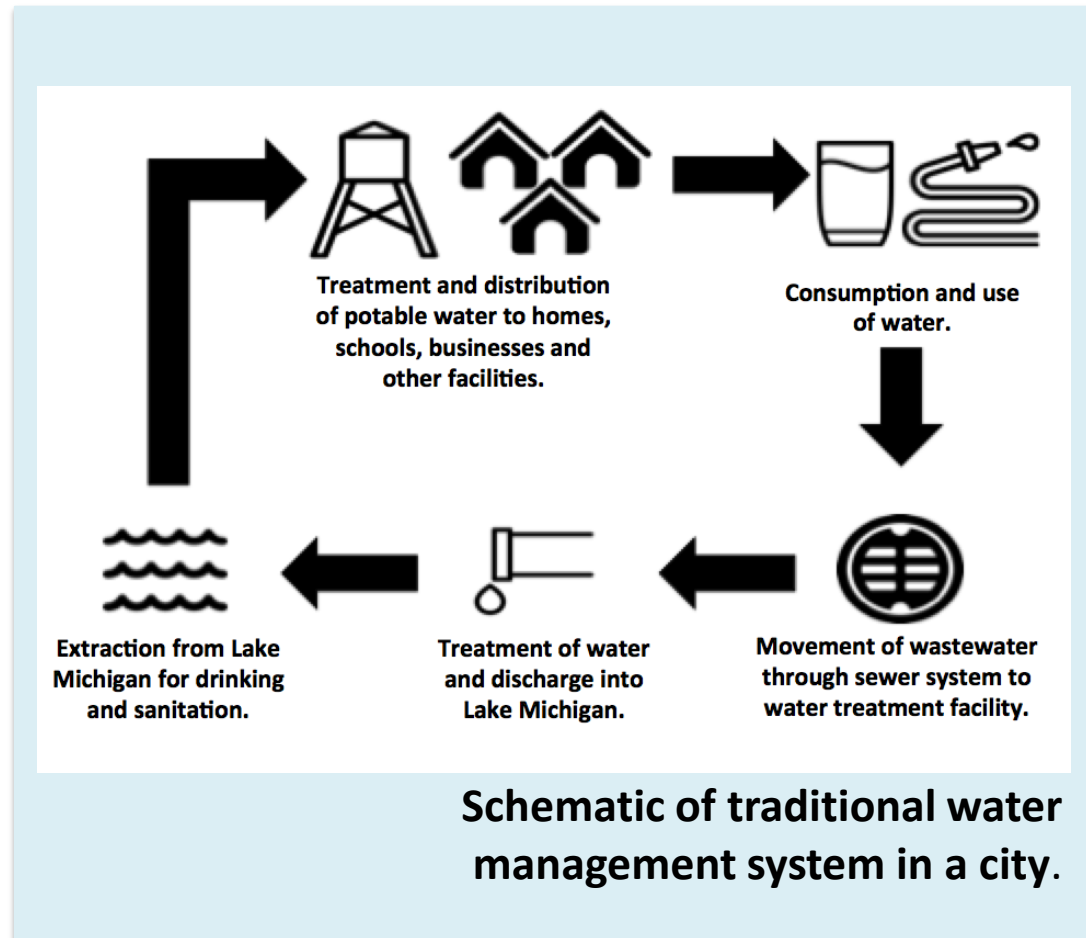 Treatment and distribution
of potable water to homes,
schools, businesses and
other facilities.
Consumption and use
of water.
Extraction from Lake
Michigan for drinking
and sanitation.
Treatment of water
and discharge into
Lake Michigan.
Movement of wastewater
through sewer system to
water treatment facility.
Schematic of traditional water
management system in a city.